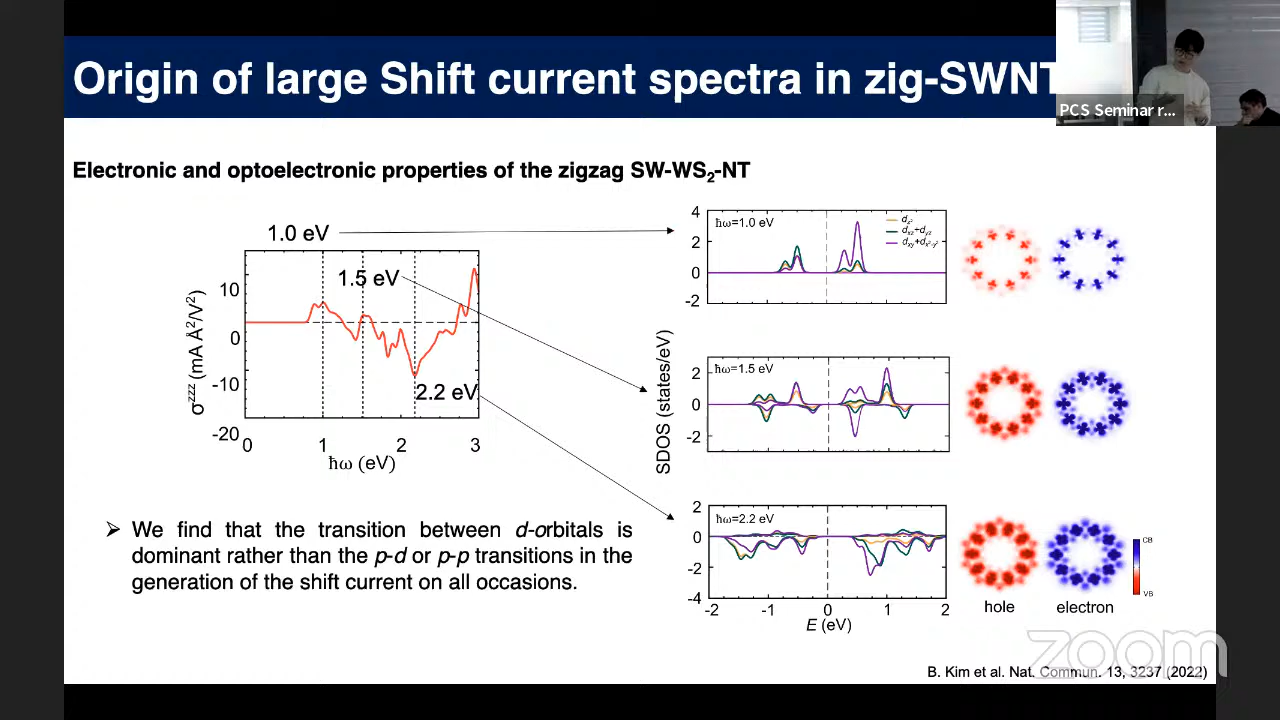 Origin of large Shift current spectra in zig-SWNT
PCS Seminar r...
Electronic and optoelectronic properties of the zigzag SW-WS₂-NT
1.0 eV
1.5 eV
2.2 eV
10
0
-10
-20
σᶻᶻᶻ (mA Å²/V²)
0 1 2 3
ħω (eV)
4
2
0
-2
ħω=1.0 eV
d_z²
d_xz+d_yz
d_xy+d_x²-y²
2
0
-2
ħω=1.5 eV
SDOS (states/eV)
2
0
-2
-4
ħω=2.2 eV
-2 -1 0 1 2
E (eV)
CB
VB
hole electron
➢ We find that the transition between d-orbitals is
dominant rather than the p-d or p-p transitions in the
generation of the shift current on all occasions.
zoom
B. Kim et al. Nat. Commun. 13, 3237 (2022)